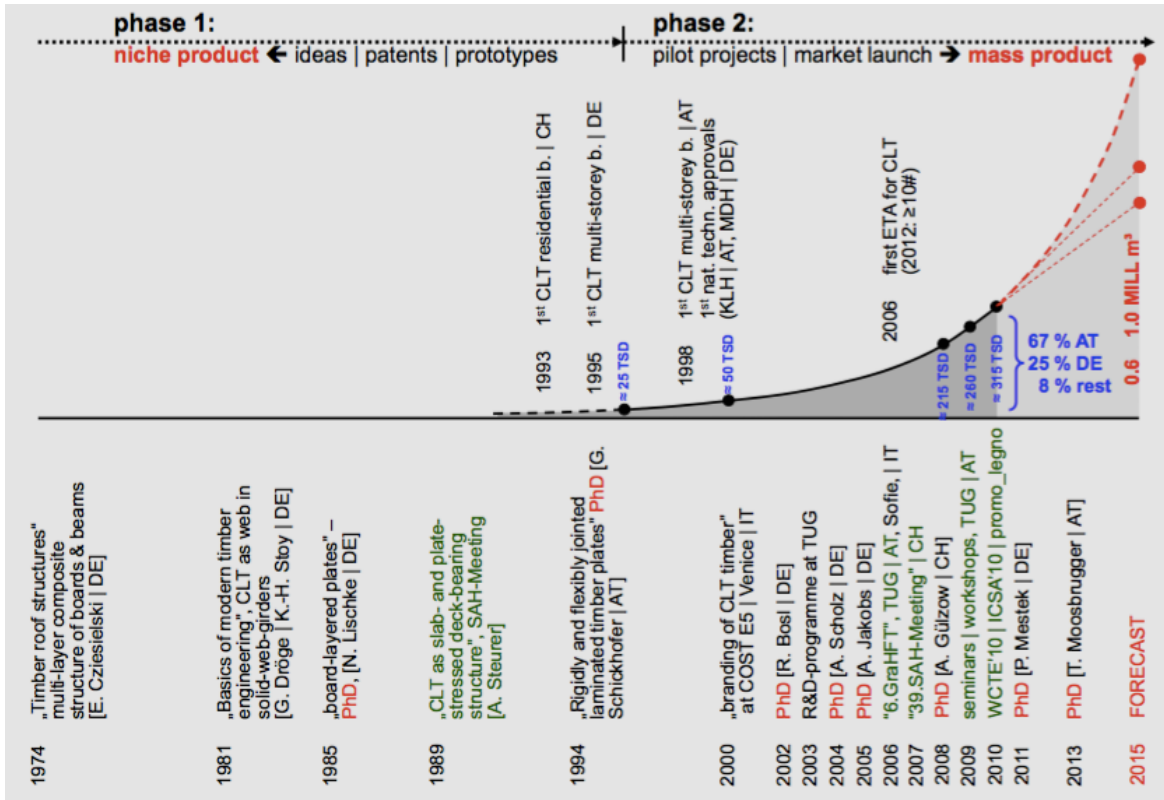 phase 1:
phase 2:
niche product ← ideas | patents | prototypes
pilot projects | market launch → mass product
1993 1st CLT residential b. | CH
1995 1st CLT multi-storey b. | DE
≈ 25 TSD
1998 1st CLT multi-storey b. | AT
1st nat. techn. approvals
(KLH | AT, MDH | DE)
≈ 50 TSD
2006 first ETA for CLT
(2012: ≥10#)
≈ 215 TSD
≈ 260 TSD
≈ 315 TSD
67 % AT
25 % DE
8 % rest
0.6 1.0 MILL m³
1974 „Timber roof structures"
multi-layer composite
structure of boards & beams
[E. Cziesielski | DE]
1981 „Basics of modern timber
engineering", CLT as web in
solid-web-girders
[G. Dröge | K.-H. Stoy | DE]
1985 „board-layered plates" –
PhD, [N. Lischke | DE]
1989 „CLT as slab- and plate-
stressed deck-bearing
structure", SAH-Meeting
[A. Steurer]
1994 „Rigidly and flexibly jointed
laminated timber plates" PhD [G.
Schickhofer | AT]
2000 „branding of CLT timber"
at COST E5 | Venice | IT
2002 PhD [R. Bosl | DE]
2003 R&D-programme at TUG
2004 PhD [A. Scholz | DE]
2005 PhD [A. Jakobs | DE]
2006 "6.GraHFT", TUG | AT, Sofie, | IT
2007 "39.SAH-Meeting" | CH
2008 PhD [A. Gülzow | CH]
2009 seminars | workshops, TUG | AT
2010 WCTE'10 | ICSA'10 | promo_legno
2011 PhD [P. Mestek | DE]
2013 PhD [T. Moosbrugger | AT]
2015 FORECAST